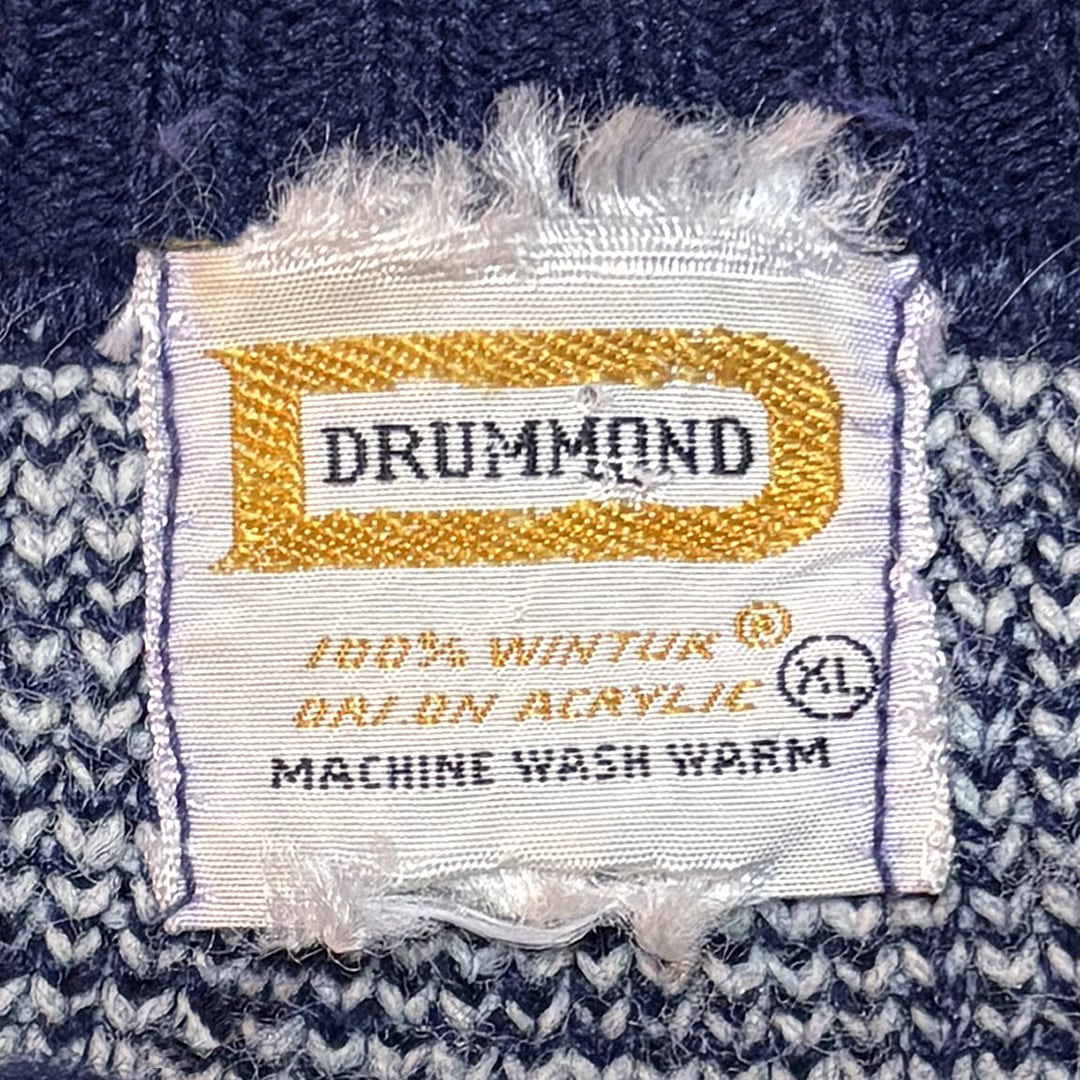 DRUMMOND
100% WINTUK ®
ORLON ACRYLIC
XL
MACHINE WASH WARM